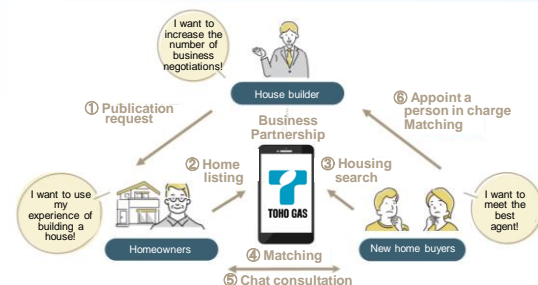 I want to
increase the
number of
business
negotiations!
House builder
① Publication
request
⑥ Appoint a
person in charge
Matching
Business
Partnership
② Home
listing
③ Housing
search
TOHO GAS
I want to use
my
experience of
building a
house!
I want to
meet the
best
agent!
Homeowners
New home buyers
④ Matching
⑤ Chat consultation